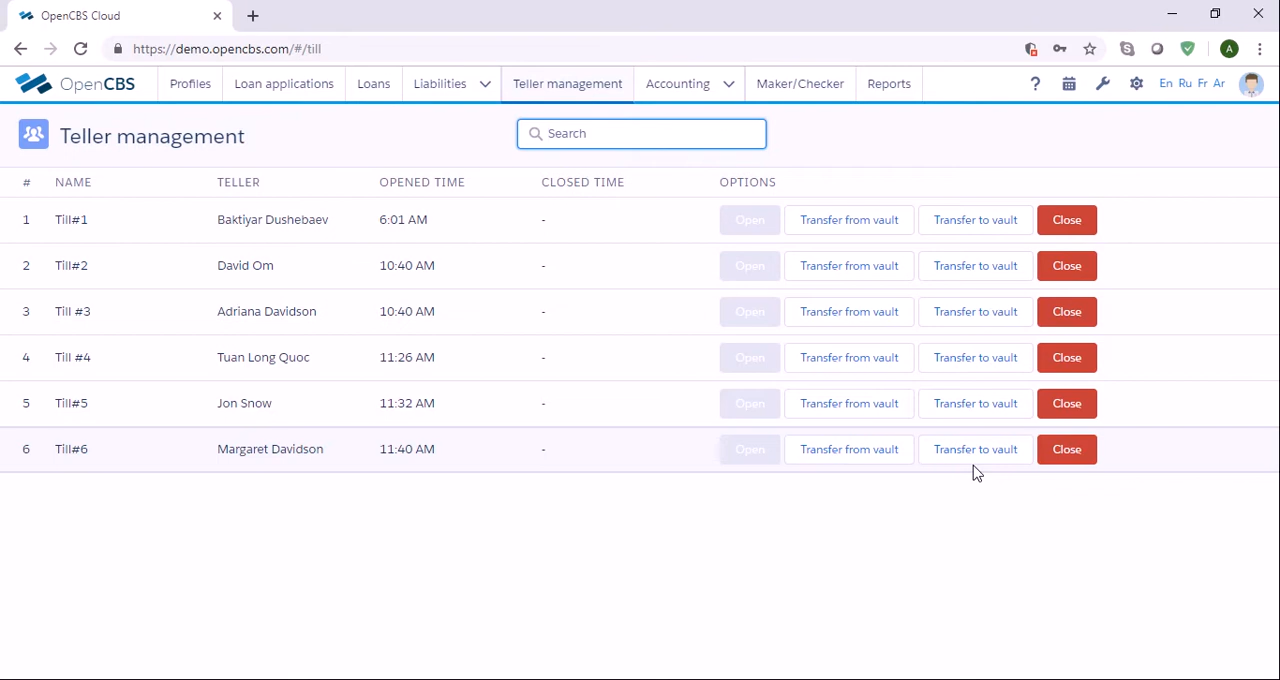 OpenCBS Cloud
https://demo.opencbs.com/#/till
A
OpenCBS Profiles Loan applications Loans Liabilities Teller management Accounting Maker/Checker Reports ? En Ru Fr Ar
Teller management Search
# NAME TELLER OPENED TIME CLOSED TIME OPTIONS
1 Till#1 Baktiyar Dushebaev 6:01 AM - Open Transfer from vault Transfer to vault Close
2 Till#2 David Om 10:40 AM - Open Transfer from vault Transfer to vault Close
3 Till #3 Adriana Davidson 10:40 AM - Open Transfer from vault Transfer to vault Close
4 Till #4 Tuan Long Quoc 11:26 AM - Open Transfer from vault Transfer to vault Close
5 Till#5 Jon Snow 11:32 AM - Open Transfer from vault Transfer to vault Close
6 Till#6 Margaret Davidson 11:40 AM - Open Transfer from vault Transfer to vault Close